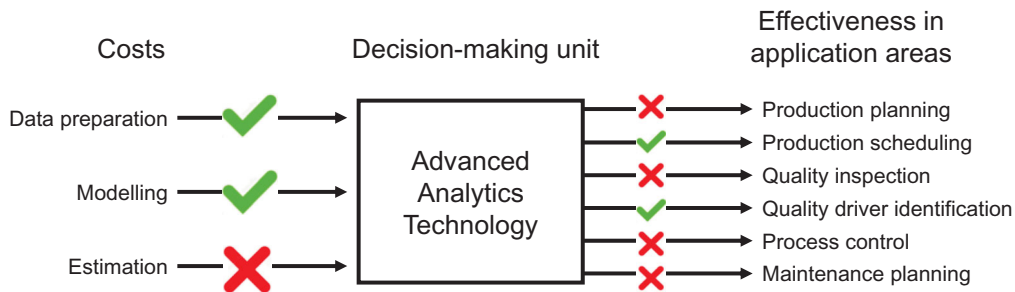 Costs
Decision-making unit
Effectiveness in
application areas
Data preparation
Modelling
Estimation
Advanced
Analytics
Technology
Production planning
Production scheduling
Quality inspection
Quality driver identification
Process control
Maintenance planning